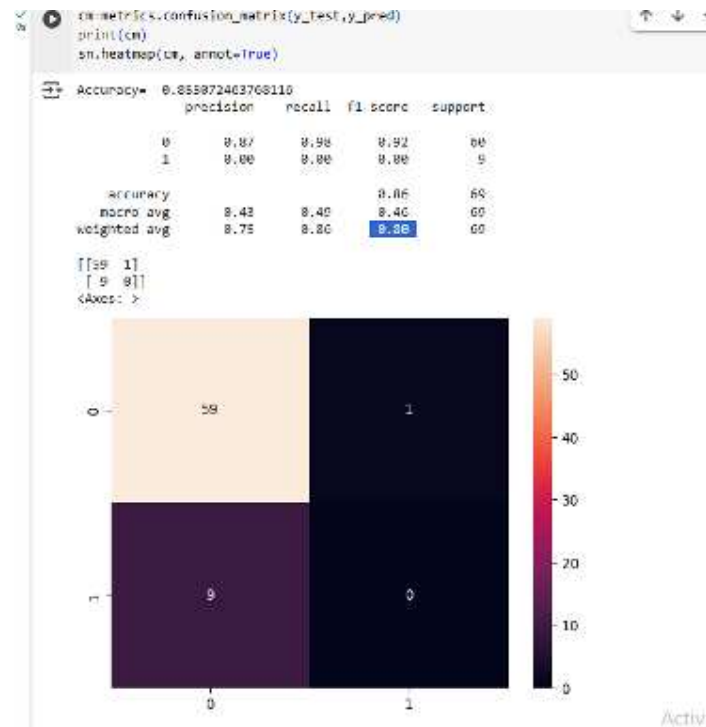 cm=metrics.confusion_matrix(y_test,y_pred)
print(cm)
sn.heatmap(cm, annot=True)
Accuracy= 0.855072463768116
precision recall f1-score support
0 0.87 0.98 0.92 60
1 0.00 0.00 0.00 9
accuracy 0.86 69
macro avg 0.43 0.49 0.46 69
weighted avg 0.75 0.86 0.80 69
[[59 1]
[ 9 0]]
<Axes: >
0
59
1
50
40
30
20
10
0
1
9
0
0
1
Activ